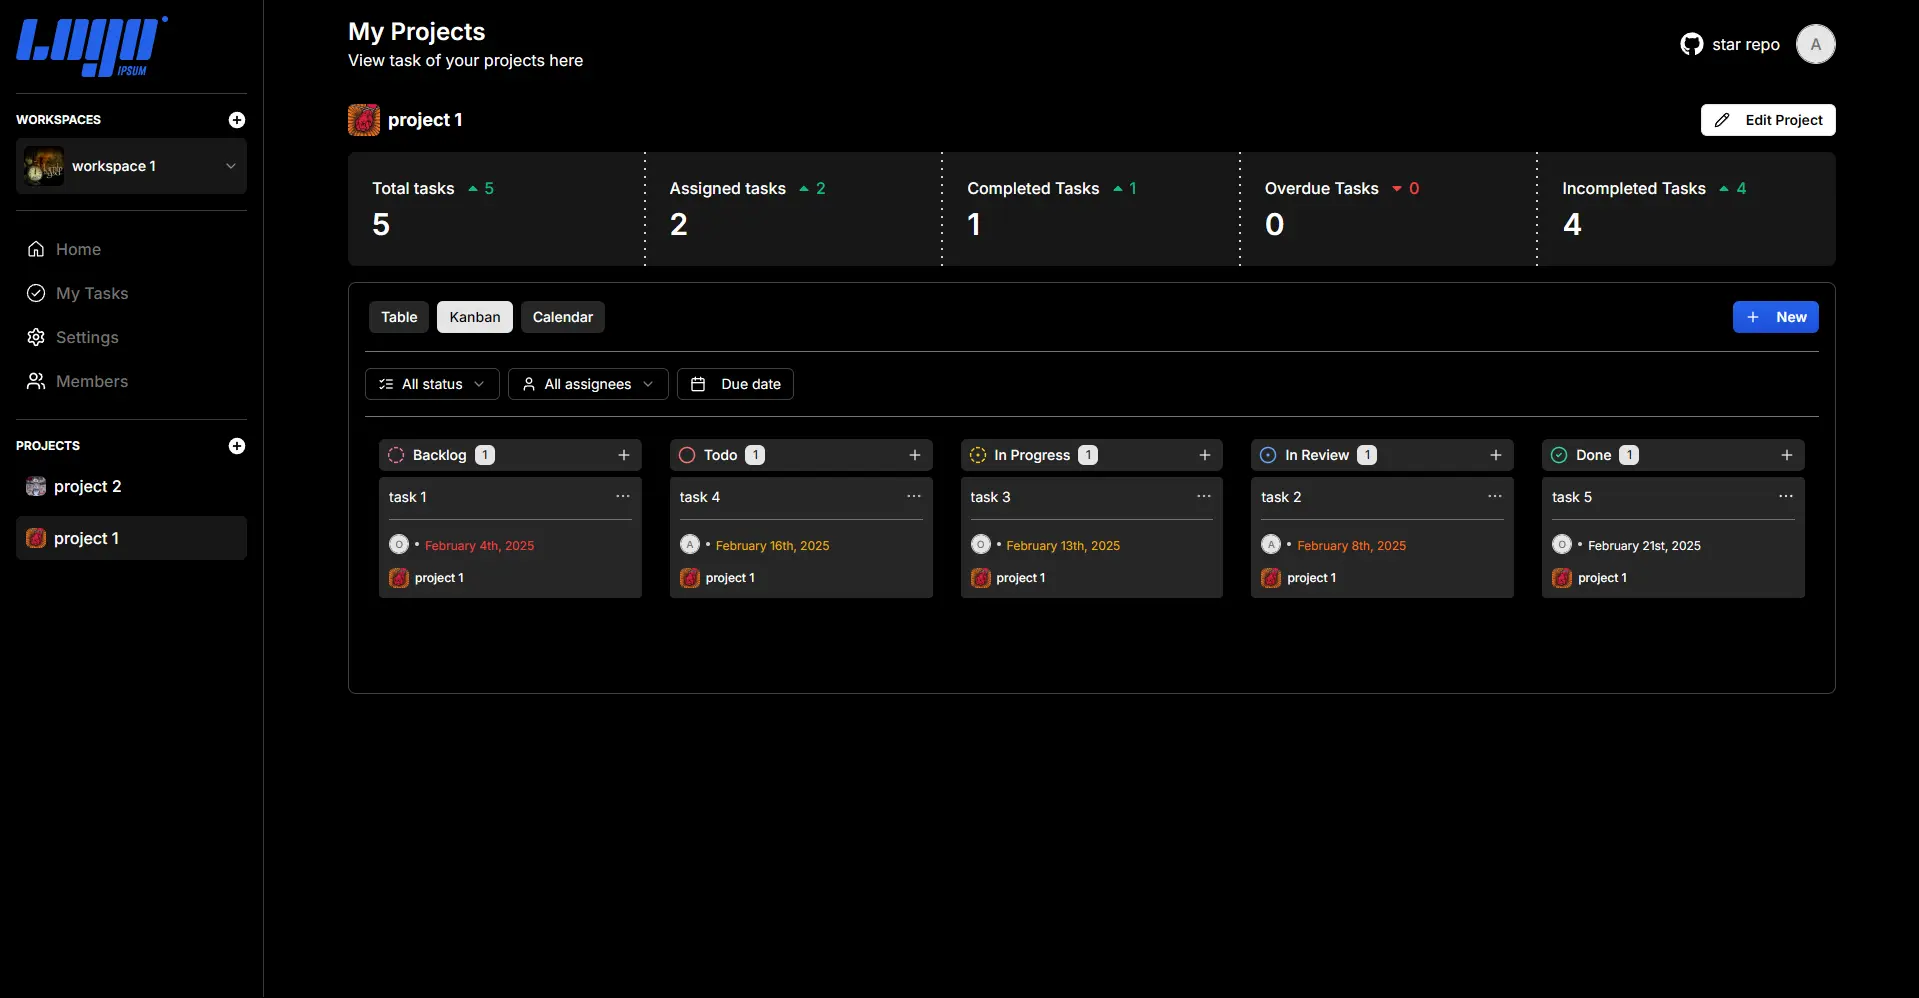 Logo
IPSUM
My Projects
View task of your projects here
star repo
A
WORKSPACES
workspace 1
Home
My Tasks
Settings
Members
PROJECTS
project 2
project 1
project 1
Edit Project
Total tasks 5
5
Assigned tasks 2
2
Completed Tasks 1
1
Overdue Tasks 0
0
Incompleted Tasks 4
4
Table
Kanban
Calendar
New
All status
All assignees
Due date
Backlog 1
task 1
O • February 4th, 2025
project 1
Todo 1
task 4
A • February 16th, 2025
project 1
In Progress 1
task 3
O • February 13th, 2025
project 1
In Review 1
task 2
A • February 8th, 2025
project 1
Done 1
task 5
O • February 21st, 2025
project 1